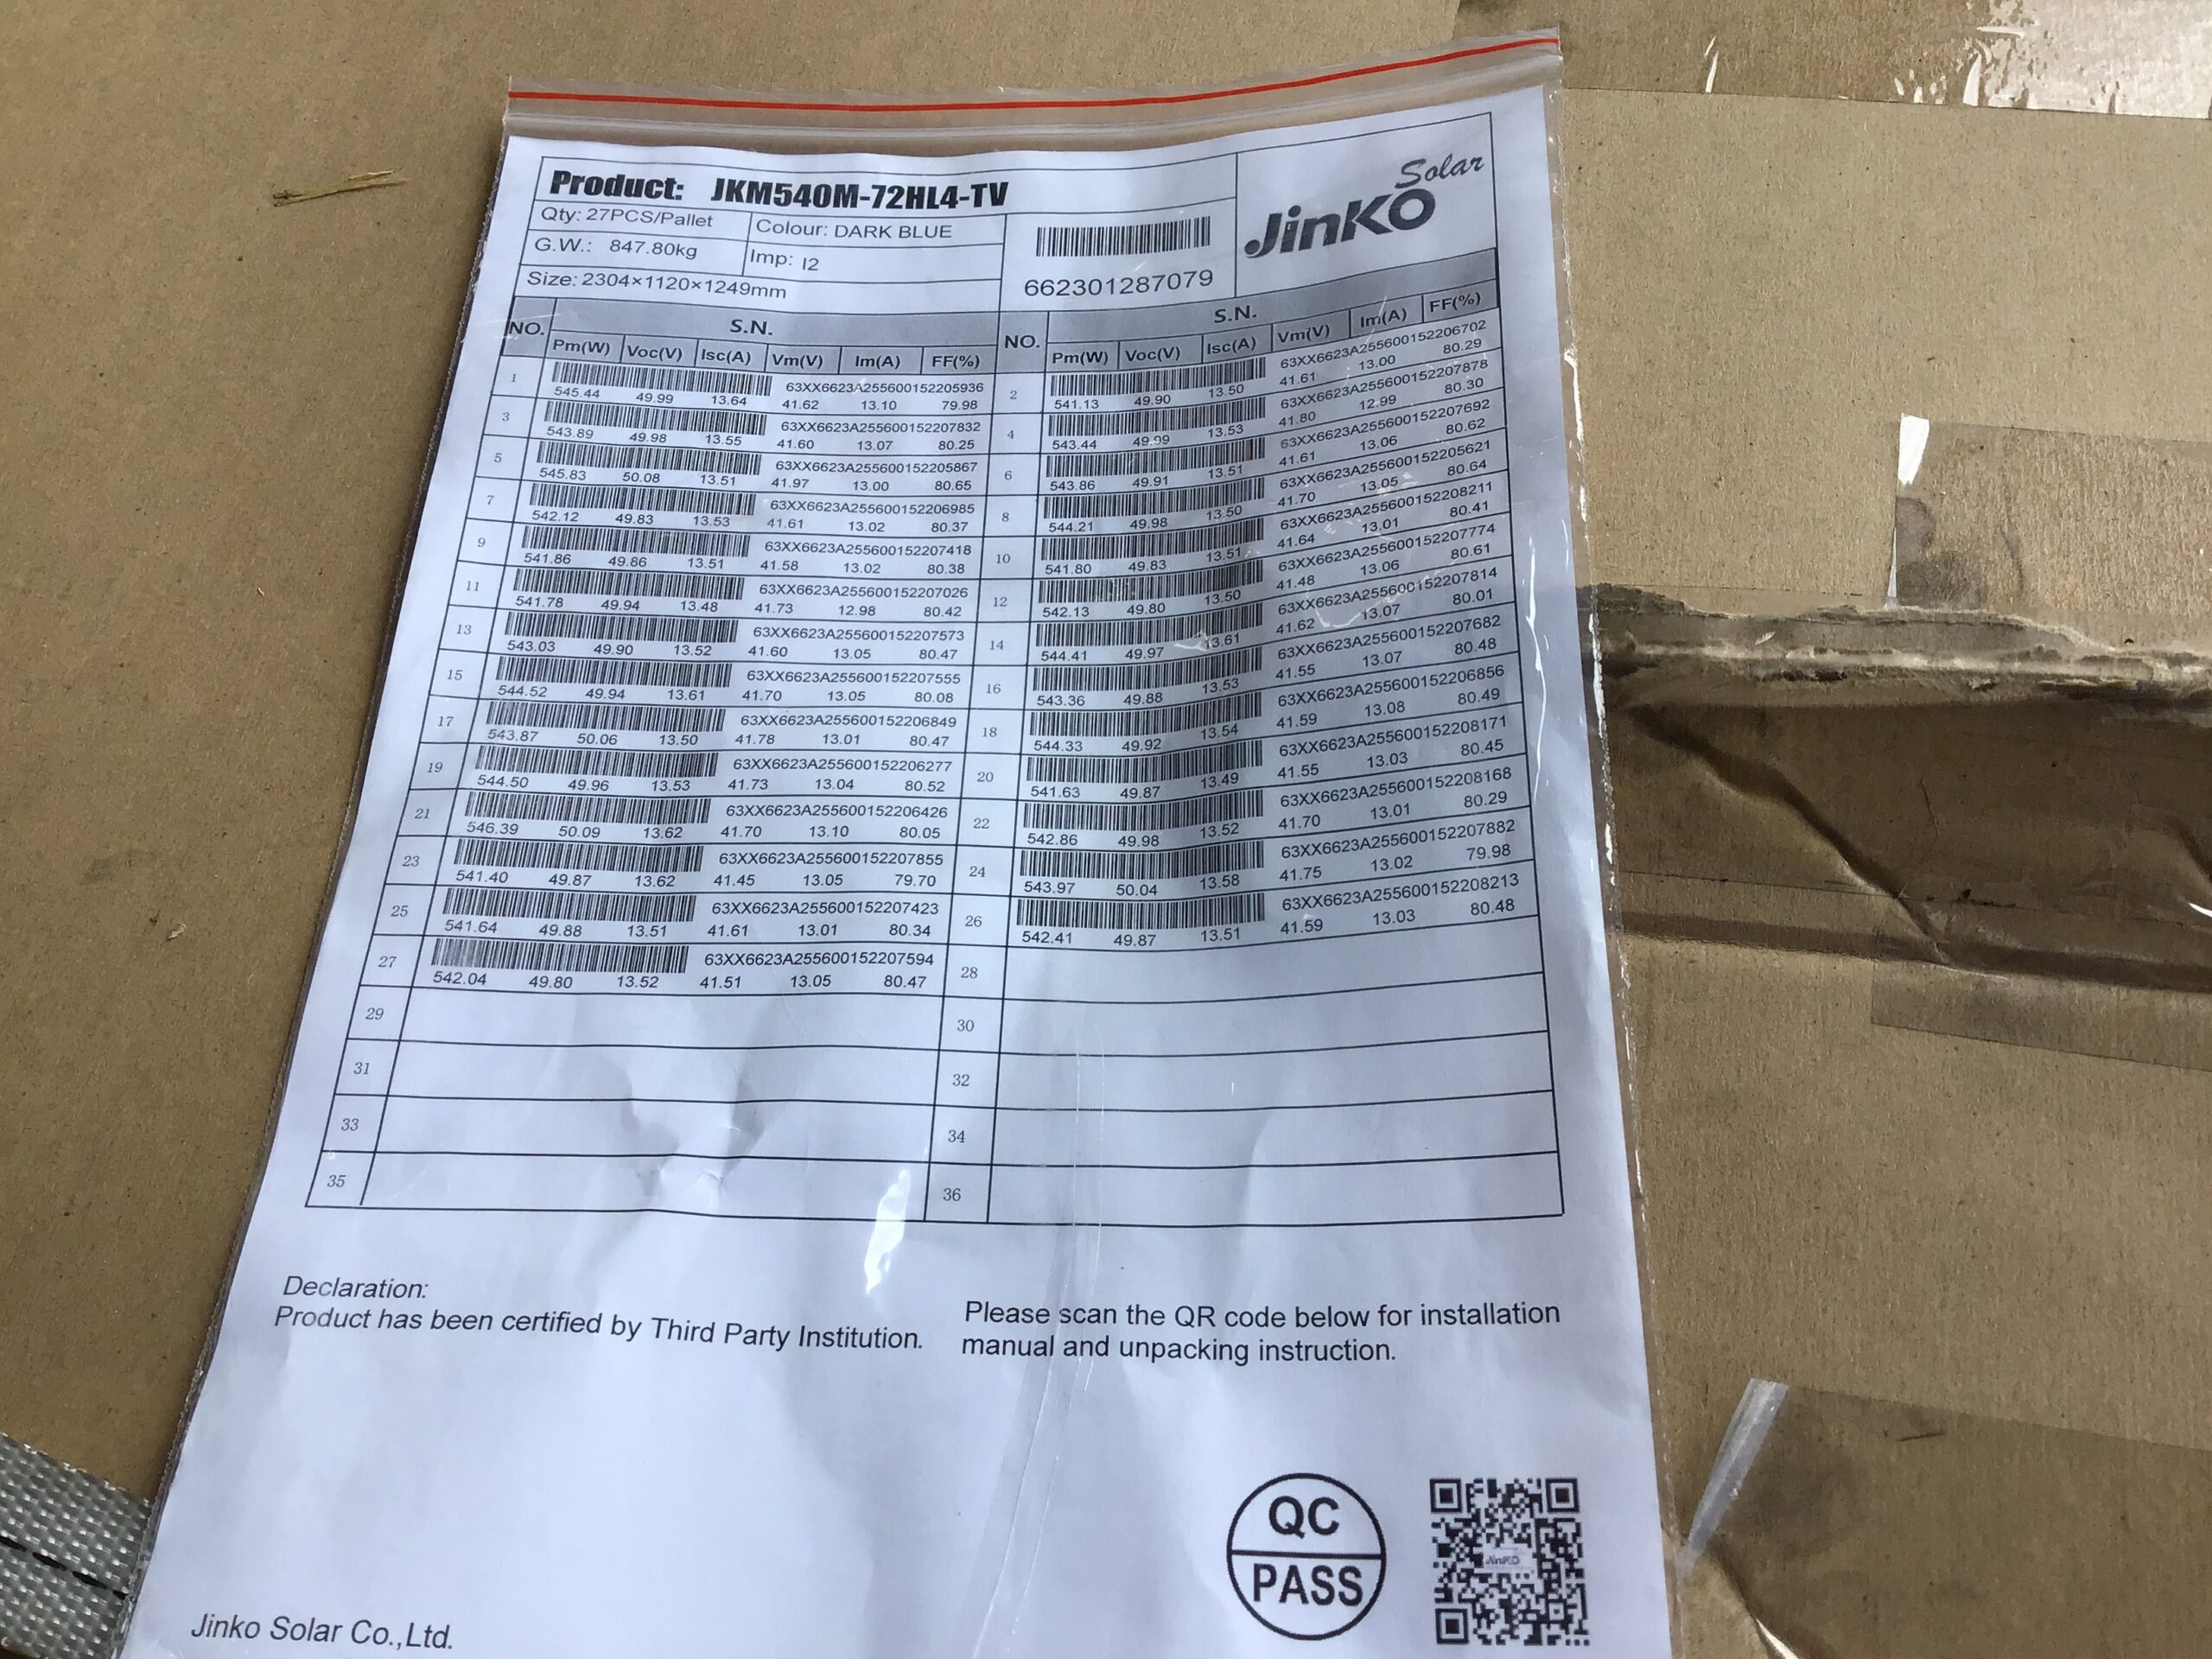 Product: JKM540M-72HL4-TV
Solar
JinKO
Qty: 27PCS/Pallet
Colour: DARK BLUE
G.W.: 847.80kg
Imp: I2
Size: 2304×1120×1249mm
662301287079
NO. S.N. NO. S.N.
Pm(W) Voc(V) Isc(A) Vm(V) Im(A) FF(%) Pm(W) Voc(V) Isc(A) Vm(V) Im(A) FF(%)
1 63XX6623A255600152205936
545.44 49.99 13.64 41.62 13.10 79.98
2 63XX6623A255600152206702
541.13 49.90 13.50 41.61 13.00 80.29
3 63XX6623A255600152207832
543.89 49.98 13.55 41.60 13.07 80.25
4 63XX6623A255600152207878
543.44 49.99 13.53 41.80 12.99 80.30
5 63XX6623A255600152205867
545.83 50.08 13.51 41.97 13.00 80.65
6 63XX6623A255600152207692
543.86 49.91 13.51 41.61 13.06 80.62
7 63XX6623A255600152206985
542.12 49.83 13.53 41.61 13.02 80.37
8 63XX6623A255600152205621
544.21 49.98 13.50 41.70 13.05 80.64
9 63XX6623A255600152207418
541.86 49.86 13.51 41.58 13.02 80.38
10 63XX6623A255600152208211
541.80 49.83 13.51 41.64 13.01 80.41
11 63XX6623A255600152207026
541.78 49.94 13.48 41.73 12.98 80.42
12 63XX6623A255600152207774
542.13 49.80 13.50 41.48 13.06 80.61
13 63XX6623A255600152207573
543.03 49.90 13.52 41.60 13.05 80.47
14 63XX6623A255600152207814
544.41 49.97 13.61 41.62 13.07 80.01
15 63XX6623A255600152207555
544.52 49.94 13.61 41.70 13.05 80.08
16 63XX6623A255600152207682
543.36 49.88 13.53 41.55 13.07 80.48
17 63XX6623A255600152206849
543.87 50.06 13.50 41.78 13.01 80.47
18 63XX6623A255600152206856
544.33 49.92 13.54 41.59 13.08 80.49
19 63XX6623A255600152206277
544.50 49.96 13.53 41.73 13.04 80.52
20 63XX6623A255600152208171
541.63 49.87 13.49 41.55 13.03 80.45
21 63XX6623A255600152206426
546.39 50.09 13.62 41.70 13.10 80.05
22 63XX6623A255600152208168
542.86 49.98 13.52 41.70 13.01 80.29
23 63XX6623A255600152207855
541.40 49.87 13.62 41.45 13.05 79.70
24 63XX6623A255600152207882
543.97 50.04 13.58 41.75 13.02 79.98
25 63XX6623A255600152207423
541.64 49.88 13.51 41.61 13.01 80.34
26 63XX6623A255600152208213
542.41 49.87 13.51 41.59 13.03 80.48
27 63XX6623A255600152207594
542.04 49.80 13.52 41.51 13.05 80.47
28
29 30
31 32
33 34
35 36
Declaration:
Product has been certified by Third Party Institution.
Please scan the QR code below for installation
manual and unpacking instruction.
QC
PASS
JinKO
Jinko Solar Co.,Ltd.